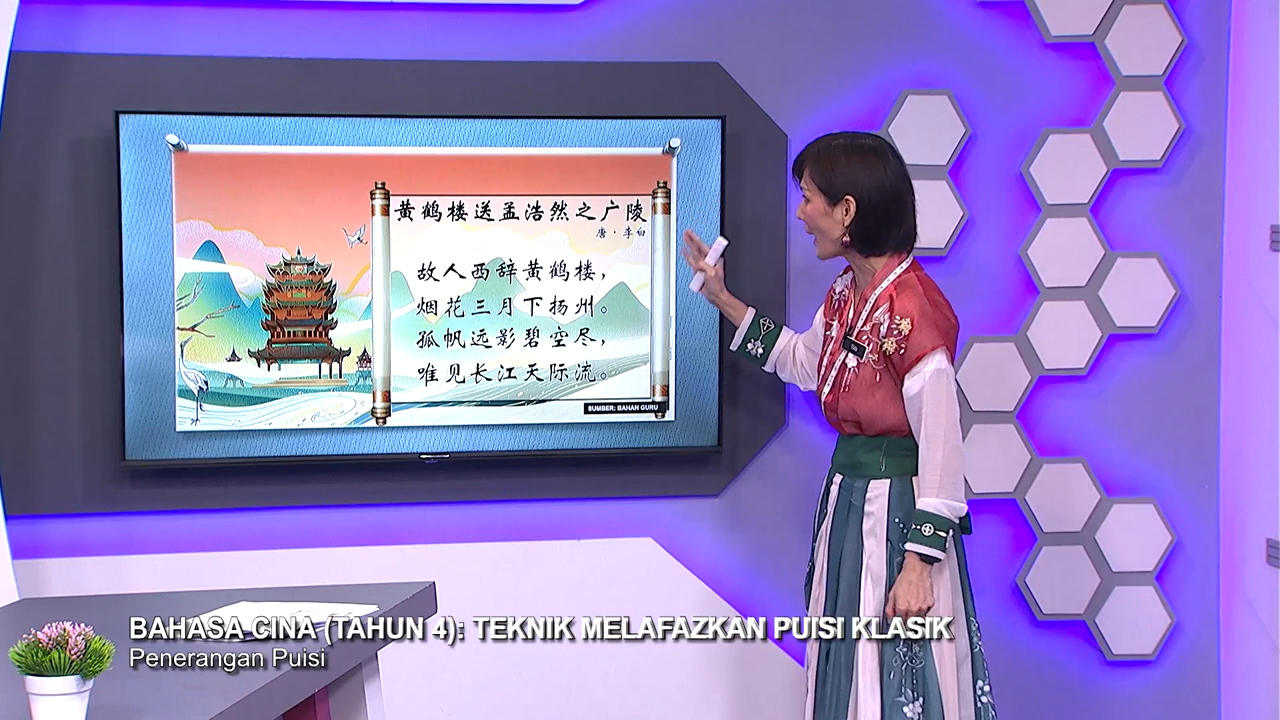 黄鹤楼送孟浩然之广陵
唐·李白
故人西辞黄鹤楼，
烟花三月下扬州。
孤帆远影碧空尽，
唯见长江天际流。
SUMBER: BAHAN GURU
BAHASA CINA (TAHUN 4): TEKNIK MELAFAZKAN PUISI KLASIK
Penerangan Puisi